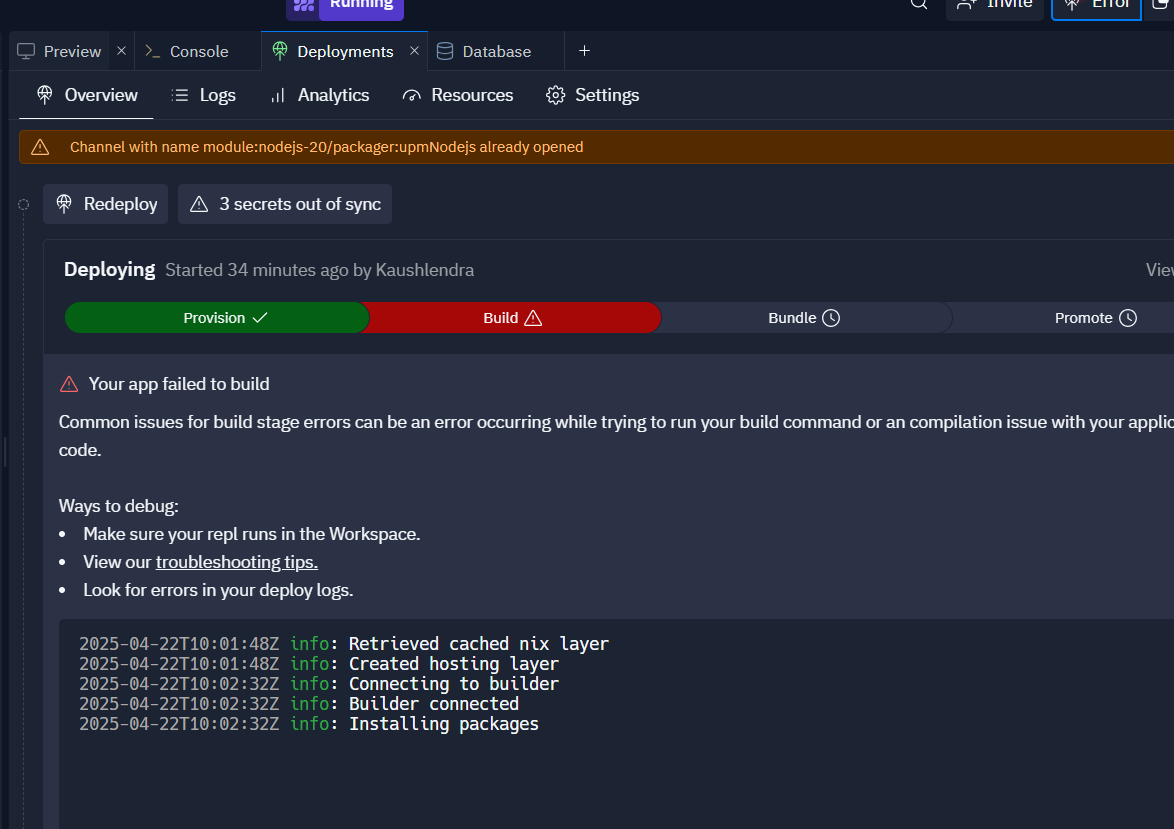 Running
Invite
Error
Preview
Console
Deployments
Database
Overview
Logs
Analytics
Resources
Settings
Channel with name module:nodejs-20/packager:upmNodejs already opened
Redeploy
3 secrets out of sync
Deploying Started 34 minutes ago by Kaushlendra
Provision
Build
Bundle
Promote
Your app failed to build
Common issues for build stage errors can be an error occurring while trying to run your build command or an compilation issue with your applic
code.
Ways to debug:
• Make sure your repl runs in the Workspace.
• View our troubleshooting tips.
• Look for errors in your deploy logs.
2025-04-22T10:01:48Z info: Retrieved cached nix layer
2025-04-22T10:01:48Z info: Created hosting layer
2025-04-22T10:02:32Z info: Connecting to builder
2025-04-22T10:02:32Z info: Builder connected
2025-04-22T10:02:32Z info: Installing packages